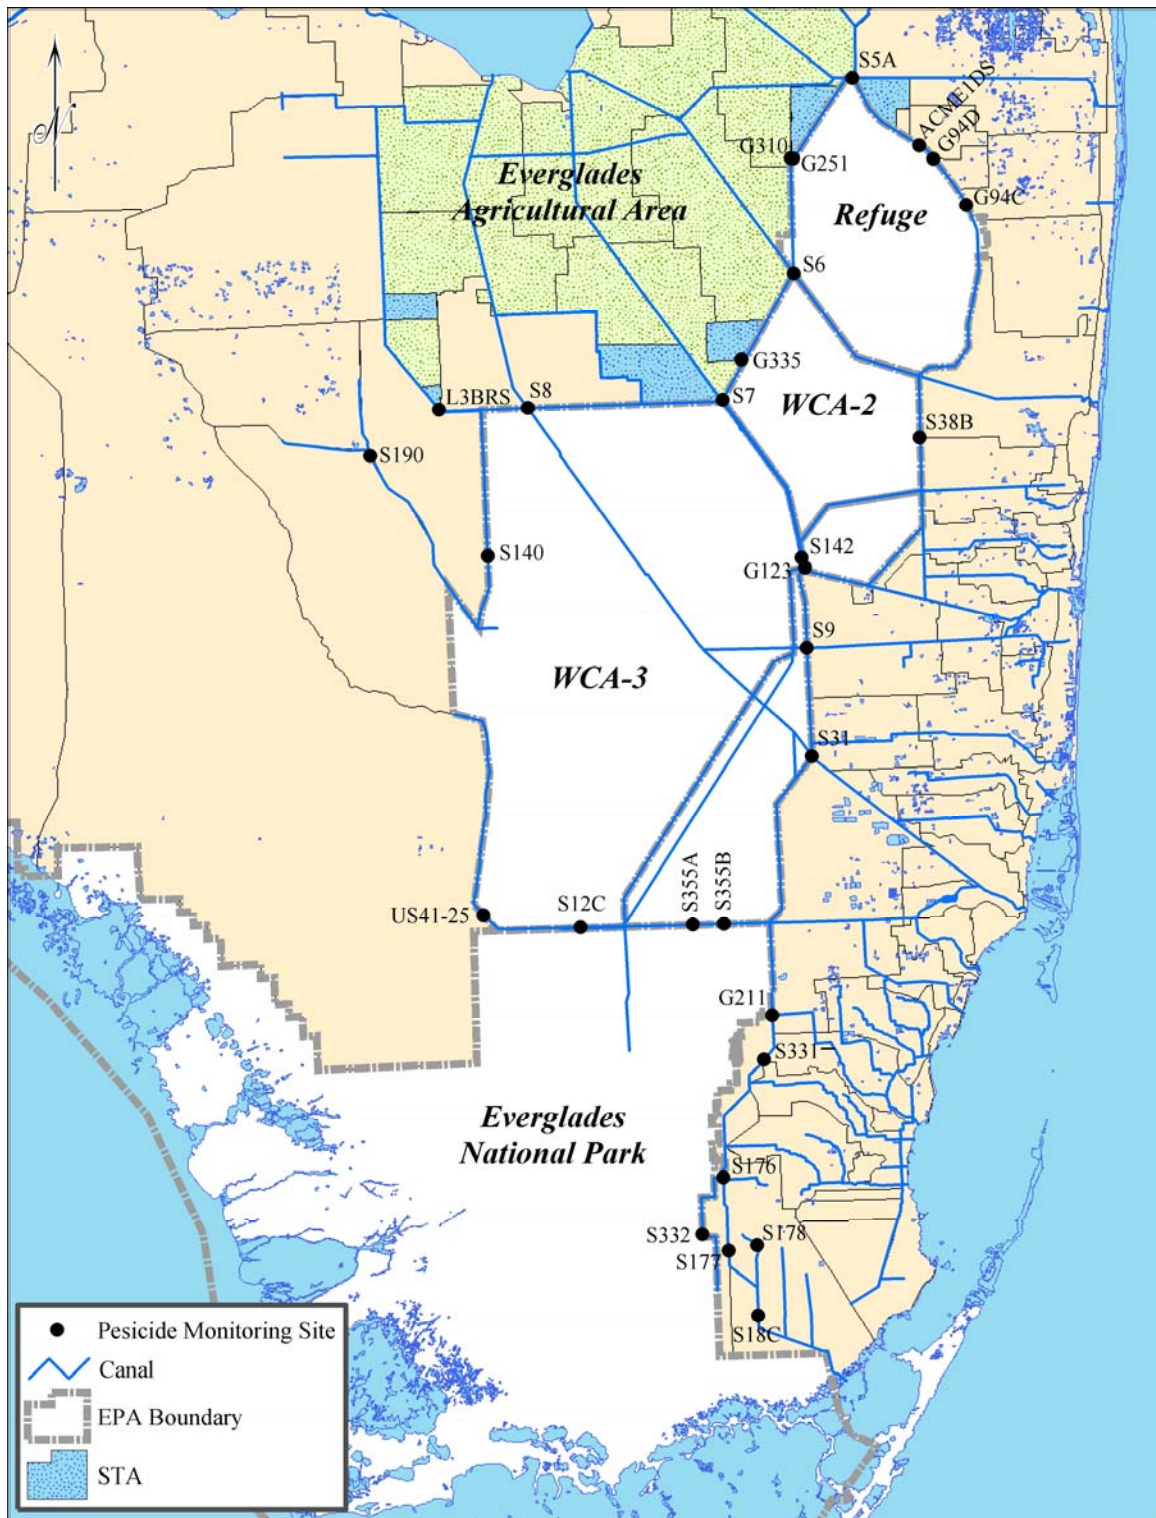 S5A
N
ACME1DS
G94D
G310
G251
Everglades
Agricultural Area
Refuge
G94C
S6
G335
S7
L3BRS
S8
WCA-2
S38B
S190
S140
S142
G123
S9
WCA-3
S31
S355A
S355B
US41-25
S12C
G211
S331
Everglades
National Park
S176
S332
S178
S177
S18C
Pesicide Monitoring Site
Canal
EPA Boundary
STA